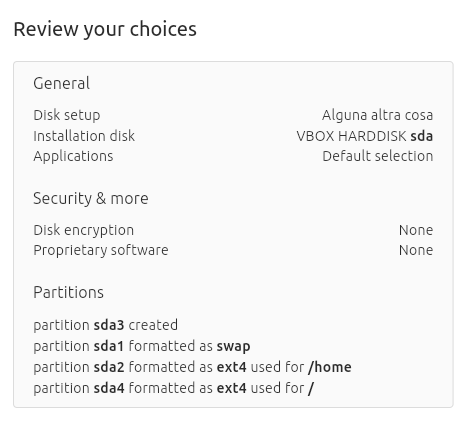 Review your choices
General
Disk setup Alguna altra cosa
Installation disk VBOX HARDDISK sda
Applications Default selection
Security & more
Disk encryption None
Proprietary software None
Partitions
partition sda3 created
partition sda1 formatted as swap
partition sda2 formatted as ext4 used for /home
partition sda4 formatted as ext4 used for /